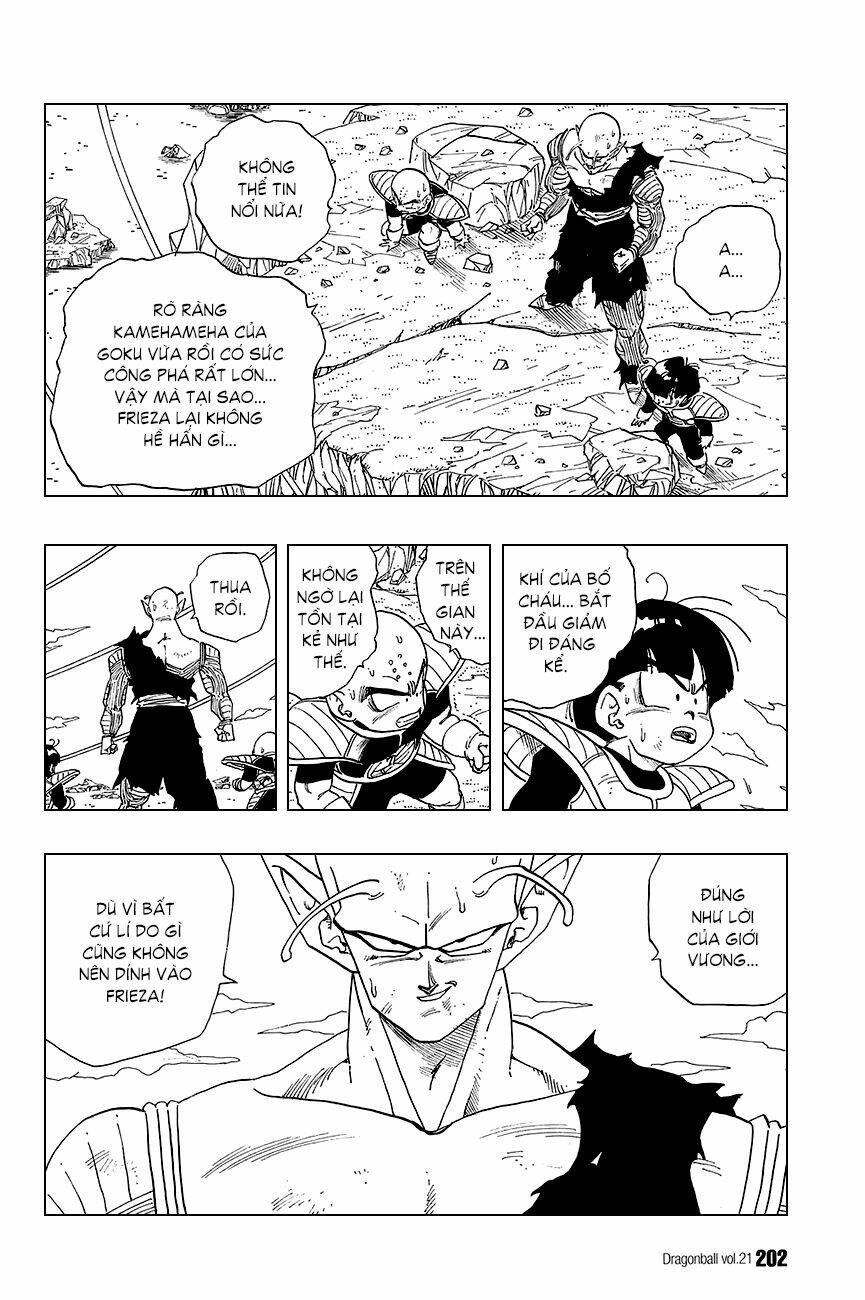 A...
A...
KHÔNG
THỂ TIN
NỔI NỮA!
RÕ RÀNG
KAMEHAMEHA CỦA
GOKU VỪA RỒI CÓ SỨC
CÔNG PHÁ RẤT LỚN...
VẬY MÀ TẠI SAO...
FRIEZA LẠI KHÔNG
HỀ HẤN GÌ...
KHÍ CỦA BỐ
CHÁU... BẮT
ĐẦU GIẢM
ĐI ĐÁNG
KỂ.
TRÊN
THẾ
GIAN
NÀY...
KHÔNG
NGỜ LẠI
TỒN TẠI
KẺ NHƯ
THẾ.
THUA
RỒI.
ĐÚNG
NHƯ LỜI
CỦA GIỚI
VƯƠNG...
DÙ VÌ BẤT
CỨ LÍ DO GÌ
CŨNG KHÔNG
NÊN DÍNH VÀO
FRIEZA!
Dragonball vol.21 202